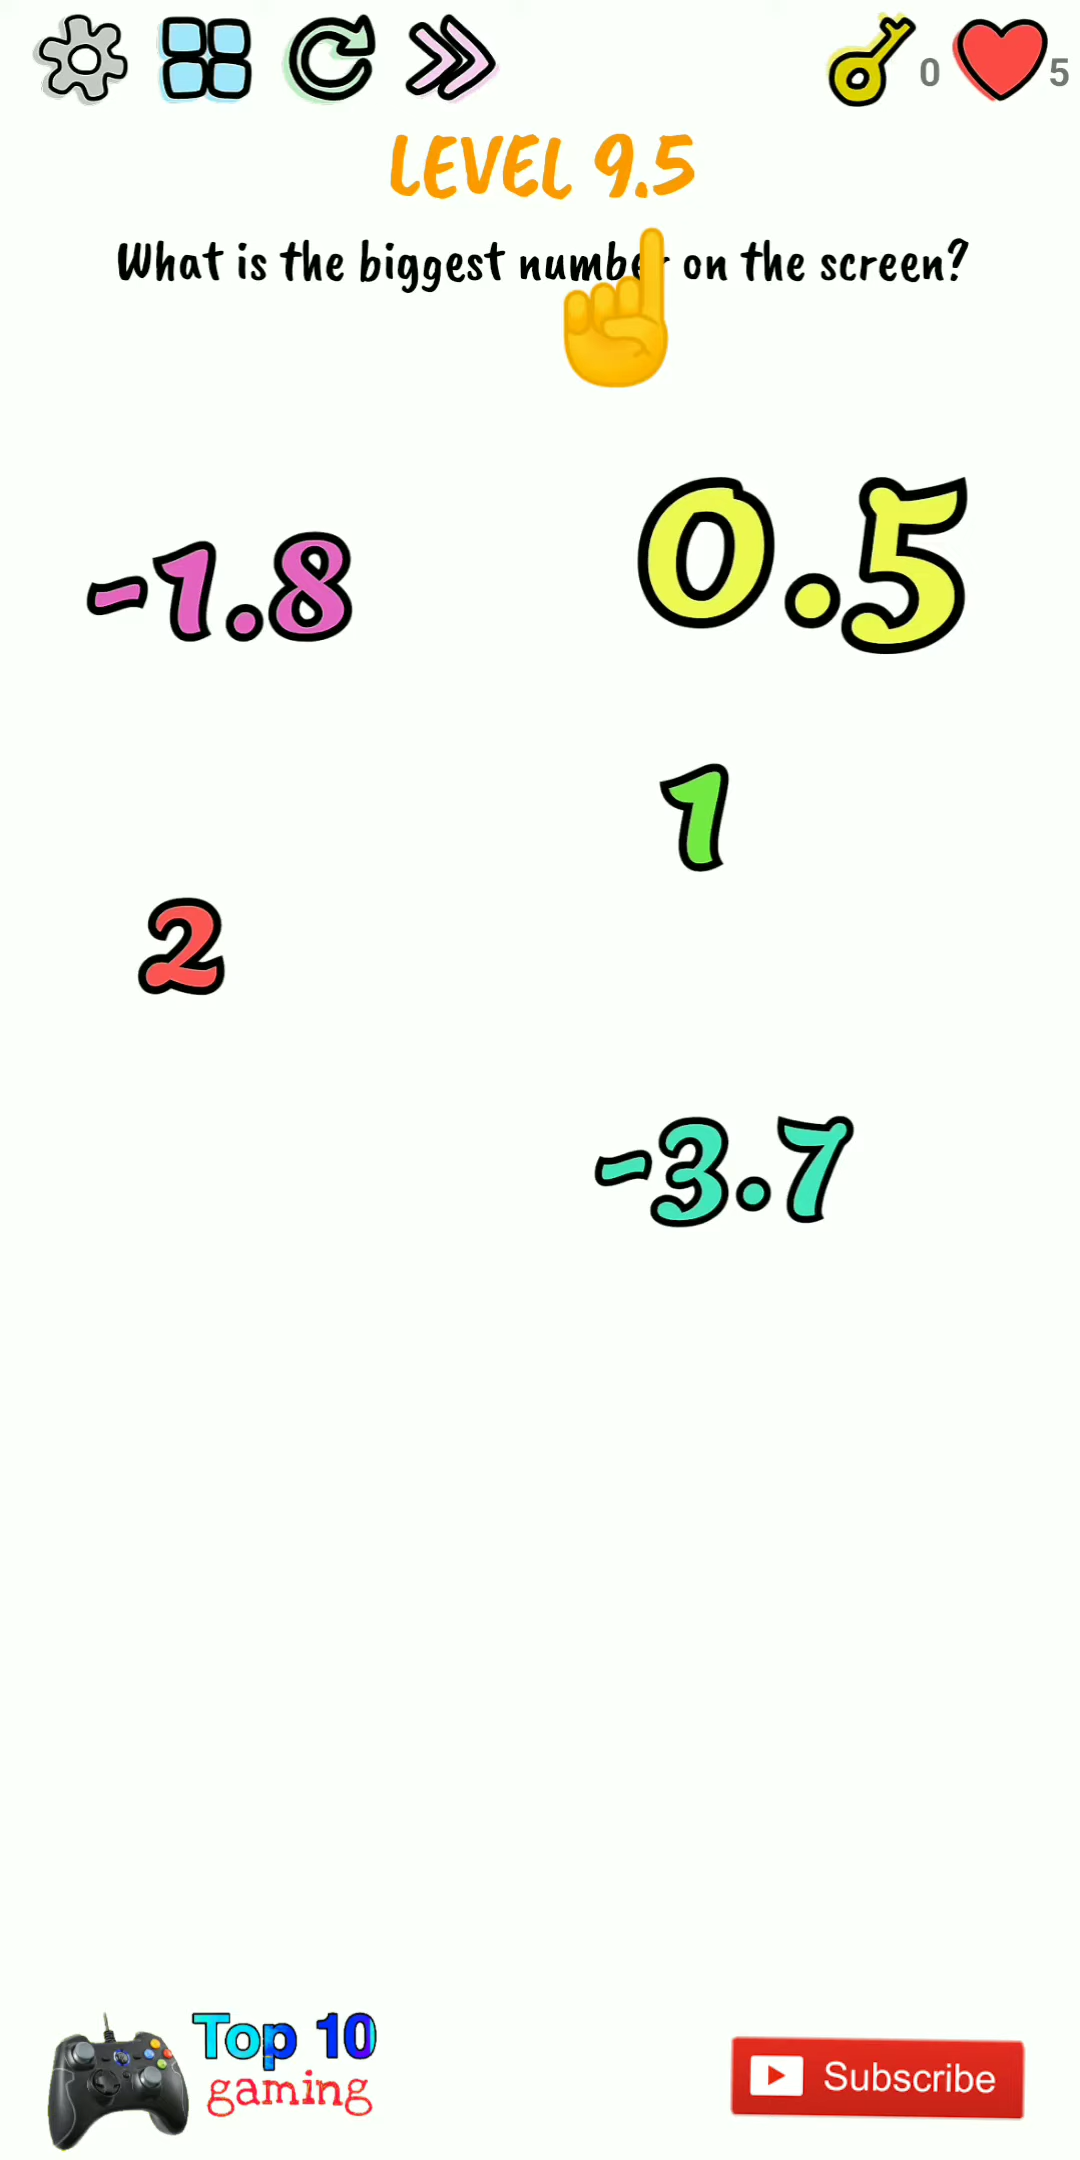 0 5
LEVEL 9.5
What is the biggest number on the screen?
-1.8 0.5
1
2
-3.7
Top 10
gaming
Subscribe